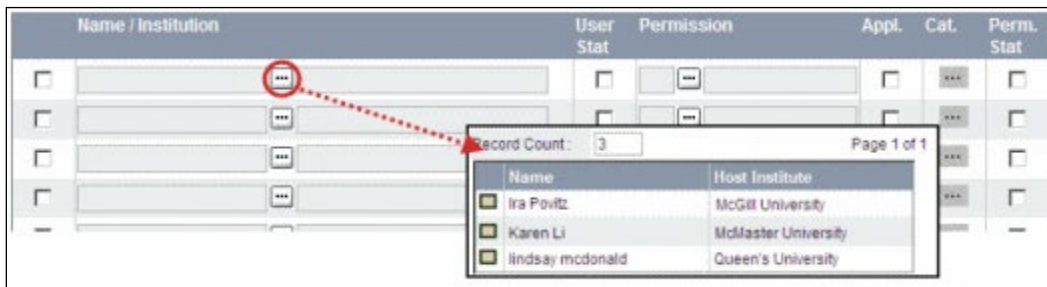 Name / Institution User Stat Permission Appl. Cat. Perm. Stat
Record Count: 3 Page 1 of 1
Name Host Institute
Ira Povitz McGill University
Karen Li McMaster University
lindsay mcdonald Queen's University